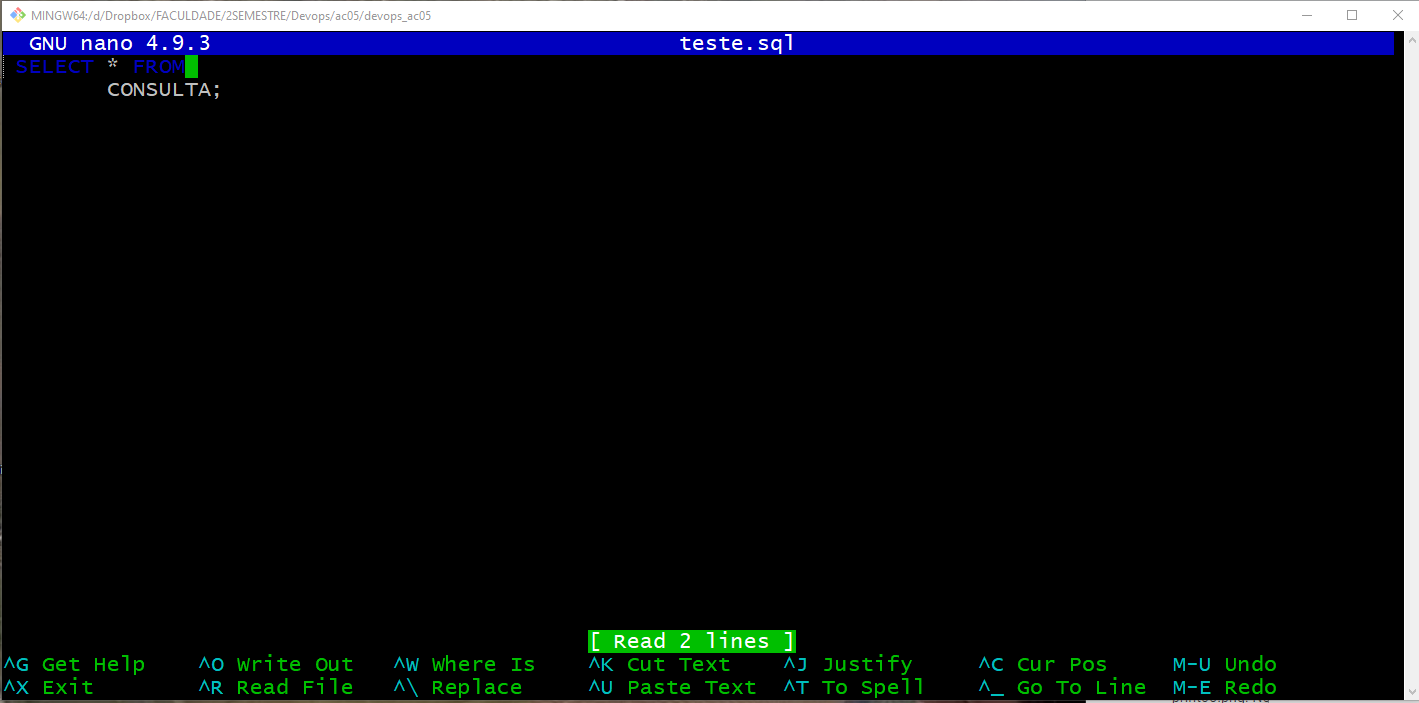 MINGW64:/d/Dropbox/FACULDADE/2SEMESTRE/Devops/ac05/devops_ac05
GNU nano 4.9.3 teste.sql
SELECT * FROM
CONSULTA;
[ Read 2 lines ]
^G Get Help ^O Write Out ^W Where Is ^K Cut Text ^J Justify ^C Cur Pos M-U Undo
^X Exit ^R Read File ^\ Replace ^U Paste Text ^T To Spell ^_ Go To Line M-E Redo